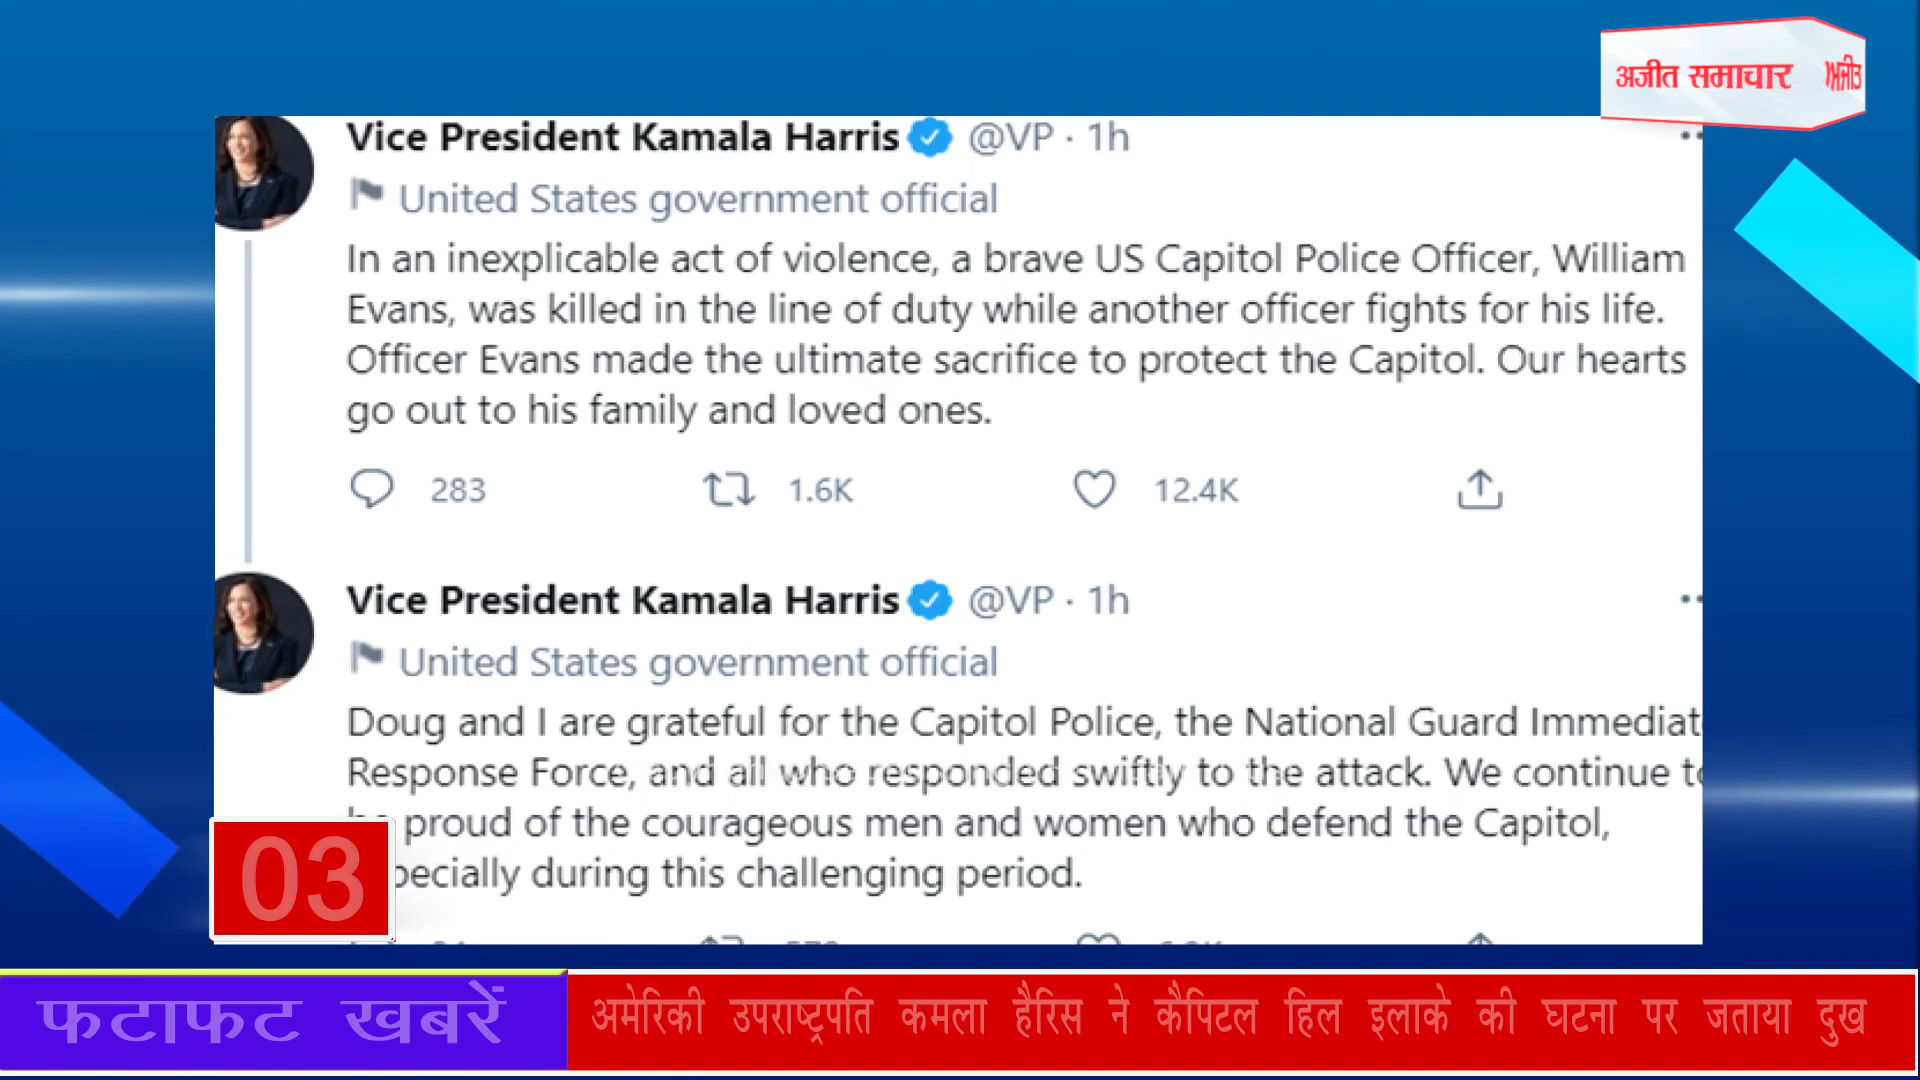 अजीत समाचार ਅਜੀਤ
Vice President Kamala Harris @VP · 1h
United States government official
In an inexplicable act of violence, a brave US Capitol Police Officer, William
Evans, was killed in the line of duty while another officer fights for his life.
Officer Evans made the ultimate sacrifice to protect the Capitol. Our hearts
go out to his family and loved ones.
283 1.6K 12.4K
Vice President Kamala Harris @VP · 1h
United States government official
Doug and I are grateful for the Capitol Police, the National Guard
Response Force, and all who responded swiftly to the attack. We continue
proud of the courageous men and women who defend the Capitol,
during this challenging period.
03
फटाफट खबरें
अमेरिकी उपराष्ट्रपति कमला हैरिस ने कैपिटल हिल इलाके की घटना पर जताया दुख